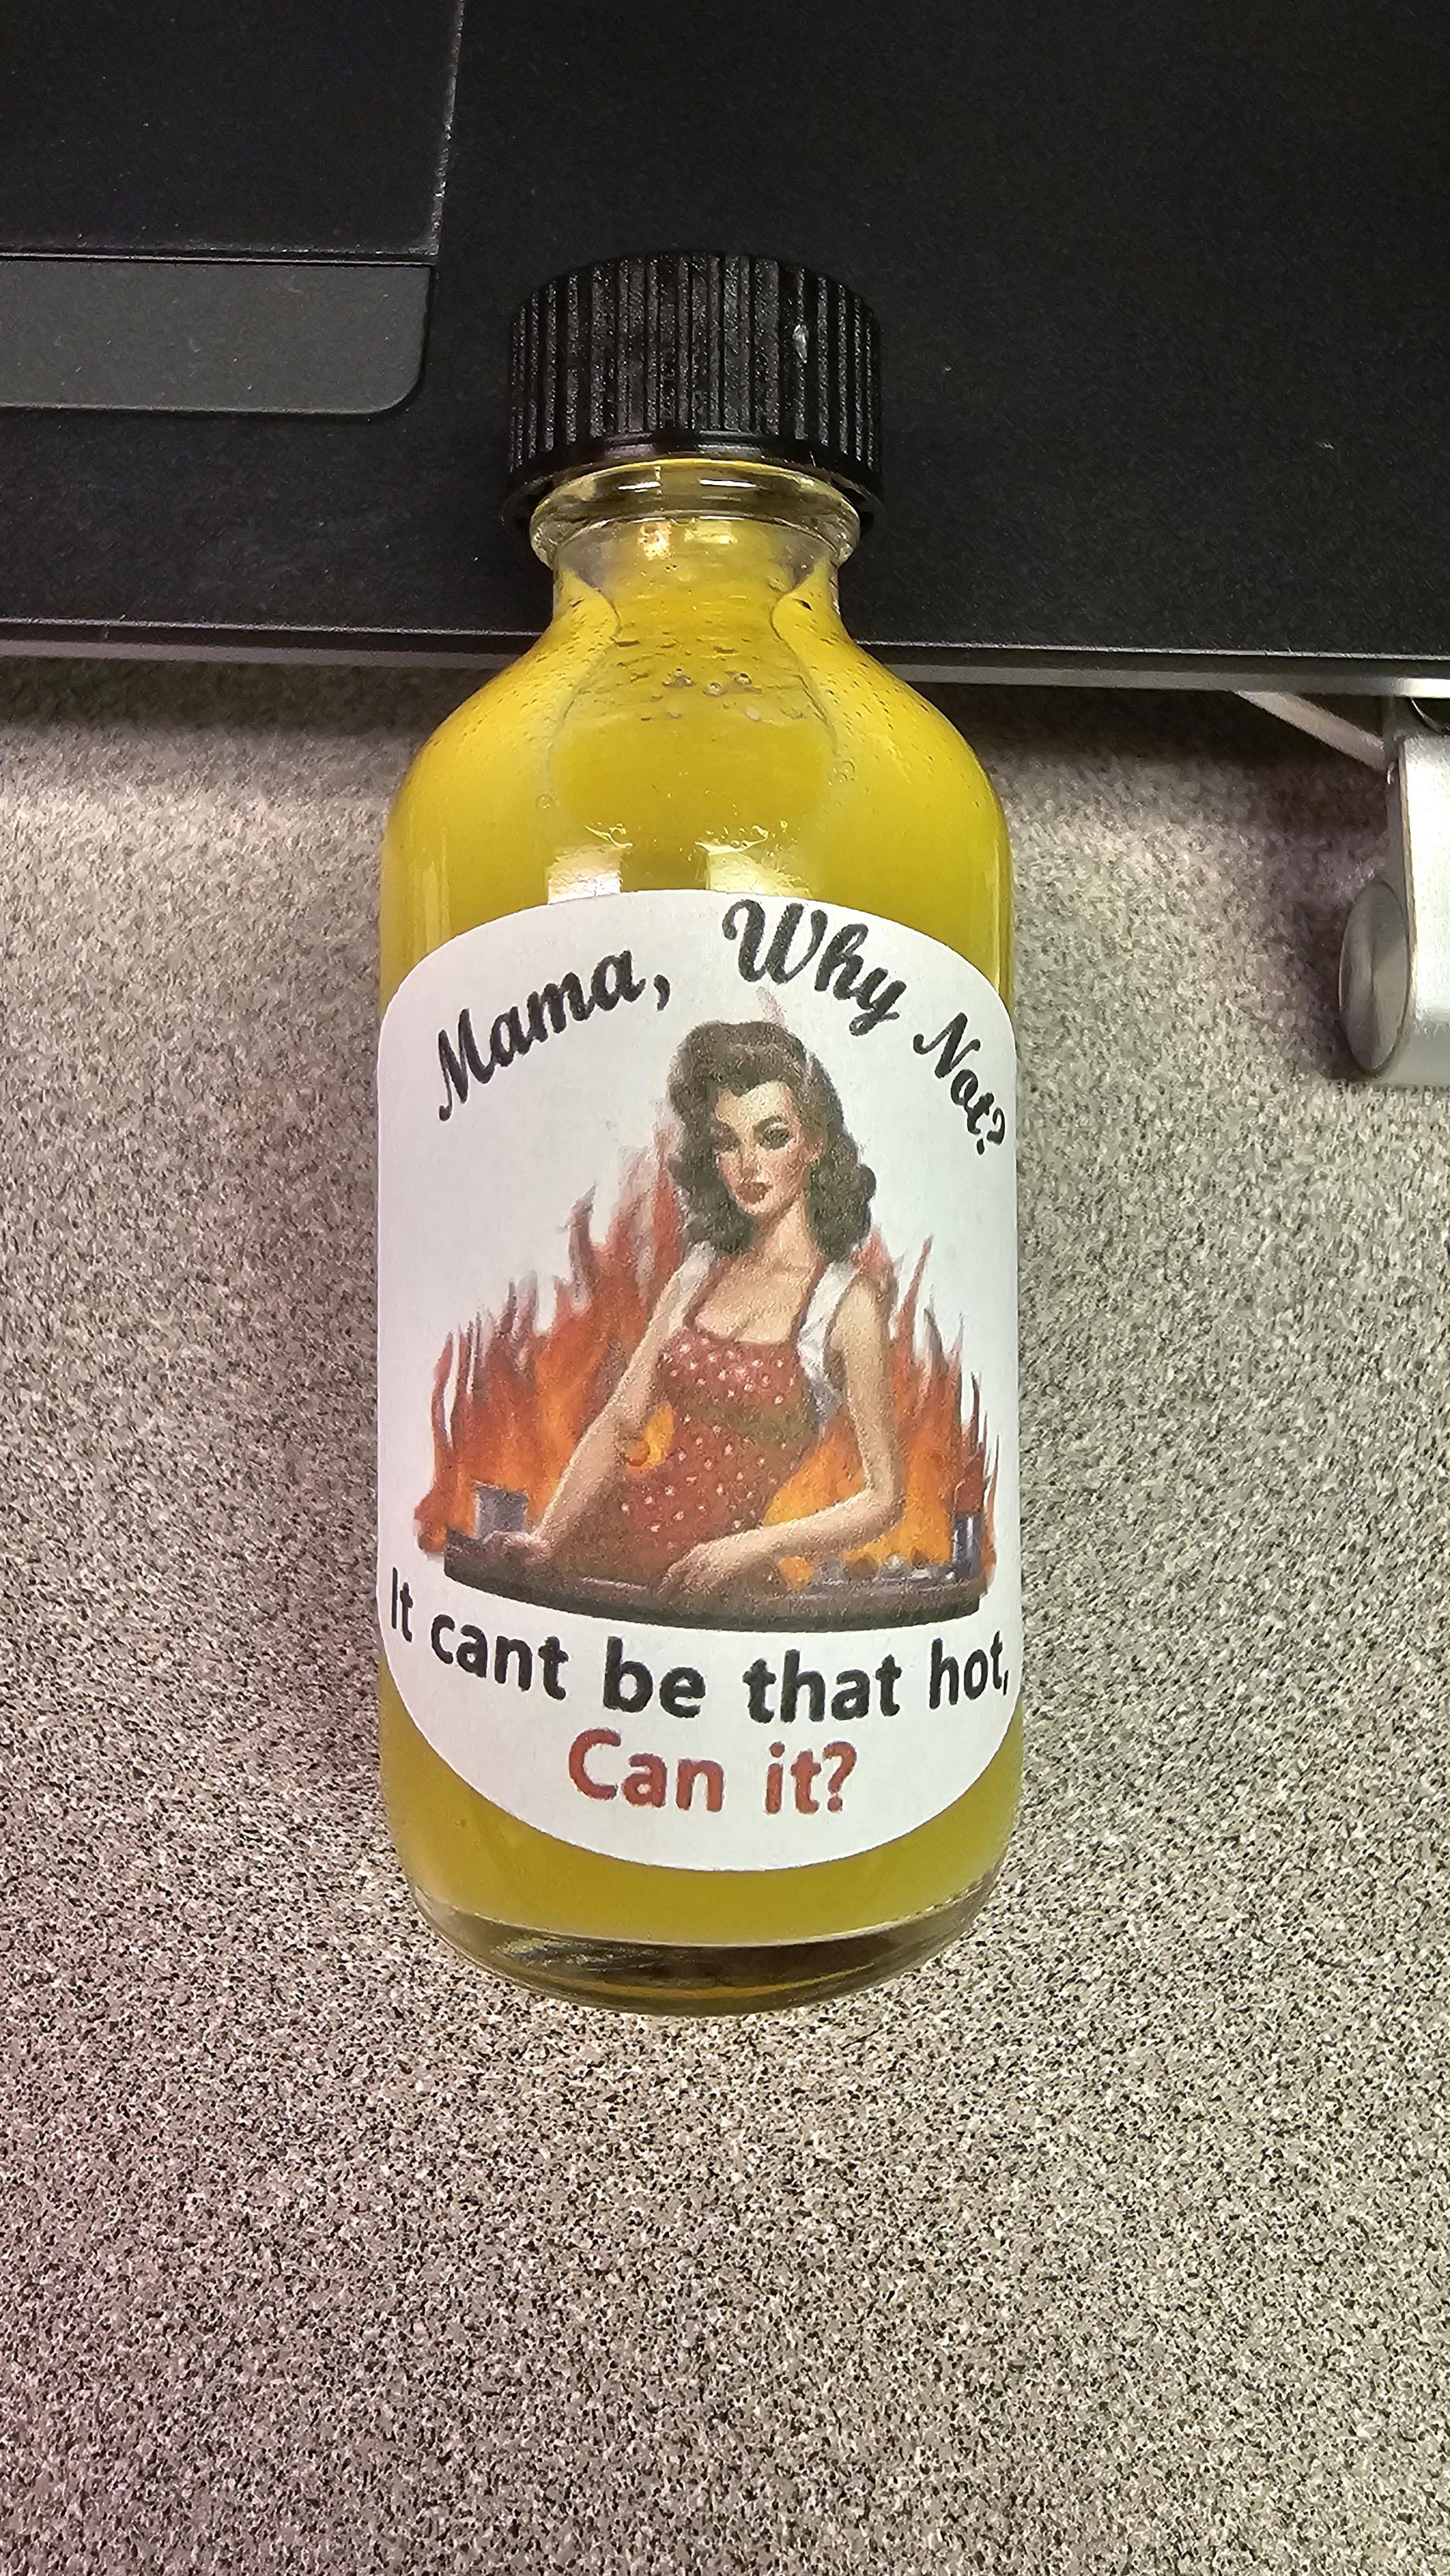 Mama, Why Not?
It cant be that hot,
Can it?